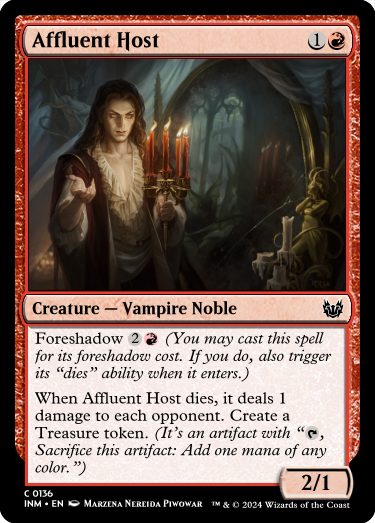 Affluent Host 1
Creature — Vampire Noble
Foreshadow 2 (You may cast this spell
for its foreshadow cost. If you do, also trigger
its “dies” ability when it enters.)
When Affluent Host dies, it deals 1
damage to each opponent. Create a
Treasure token. (It’s an artifact with “,
Sacrifice this artifact: Add one mana of any
color.”)
2/1
C 0136
INM • EN Marzena Nereida Piwowar ™ & © 2024 Wizards of the Coast